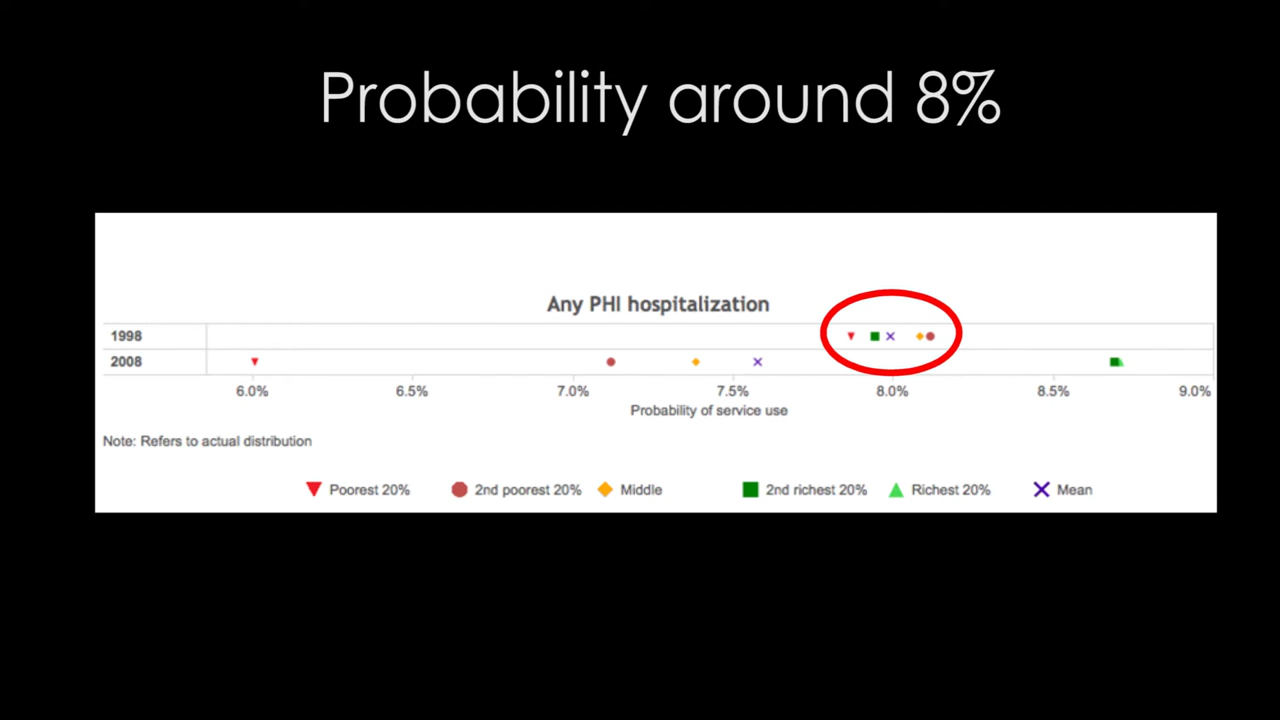 Probability around 8%
Any PHI hospitalization
1998
2008
6.0% 6.5% 7.0% 7.5% 8.0% 8.5% 9.0%
Probability of service use
Note: Refers to actual distribution
Poorest 20% 2nd poorest 20% Middle 2nd richest 20% Richest 20% Mean